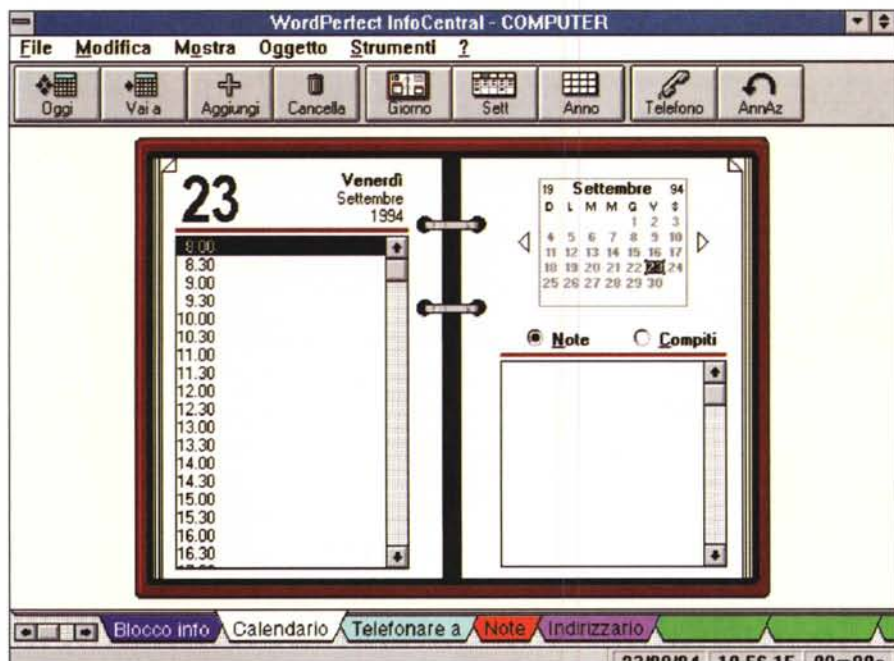 WordPerfect InfoCentral - COMPUTER
File Modifica Mostra Oggetto Strumenti ?
Oggi Vai a Aggiungi Cancella Giorno Sett Anno Telefono AnnAz
23
Venerdì
Settembre
1994
8.00
8.30
9.00
9.30
10.00
10.30
11.00
11.30
12.00
12.30
13.00
13.30
14.00
14.30
15.00
15.30
16.00
16.30
19 Settembre 94
D L M M G V S
1 2 3
4 5 6 7 8 9 10
11 12 13 14 15 16 17
18 19 20 21 22 23 24
25 26 27 28 29 30
Note Compiti
Blocco info Calendario Telefonare a Note Indirizzario